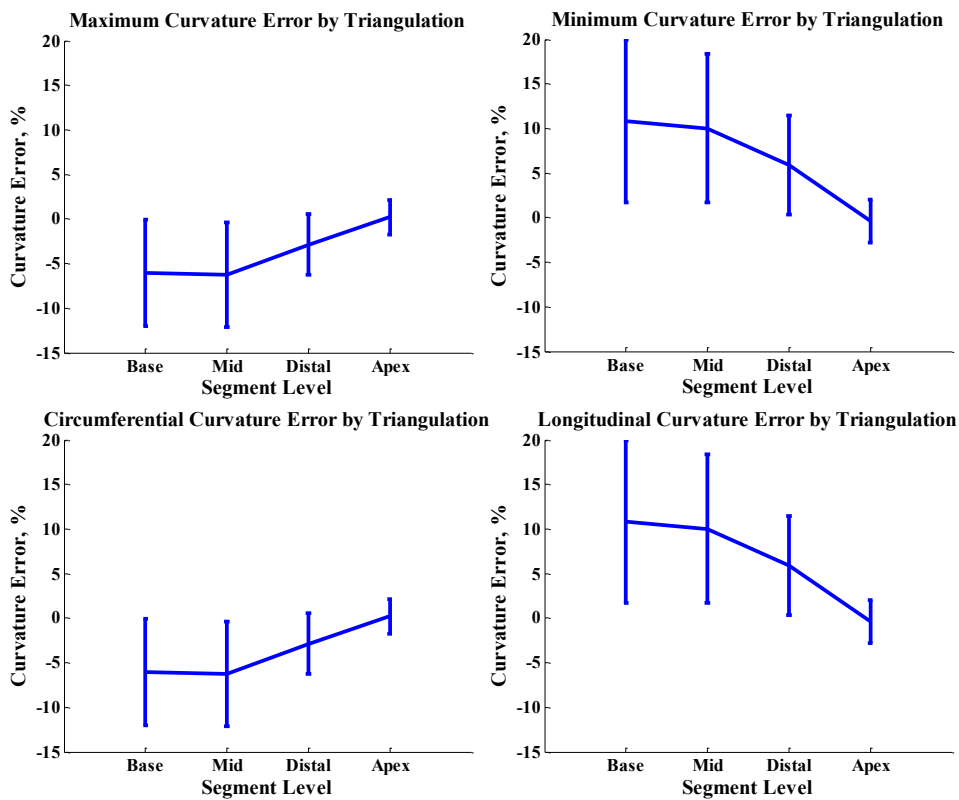 Maximum Curvature Error by Triangulation
Curvature Error, %
20
15
10
5
0
-5
-10
-15
Base Mid Distal Apex
Segment Level
Minimum Curvature Error by Triangulation
Curvature Error, %
20
15
10
5
0
-5
-10
-15
Base Mid Distal Apex
Segment Level
Circumferential Curvature Error by Triangulation
Curvature Error, %
20
15
10
5
0
-5
-10
-15
Base Mid Distal Apex
Segment Level
Longitudinal Curvature Error by Triangulation
Curvature Error, %
20
15
10
5
0
-5
-10
-15
Base Mid Distal Apex
Segment Level